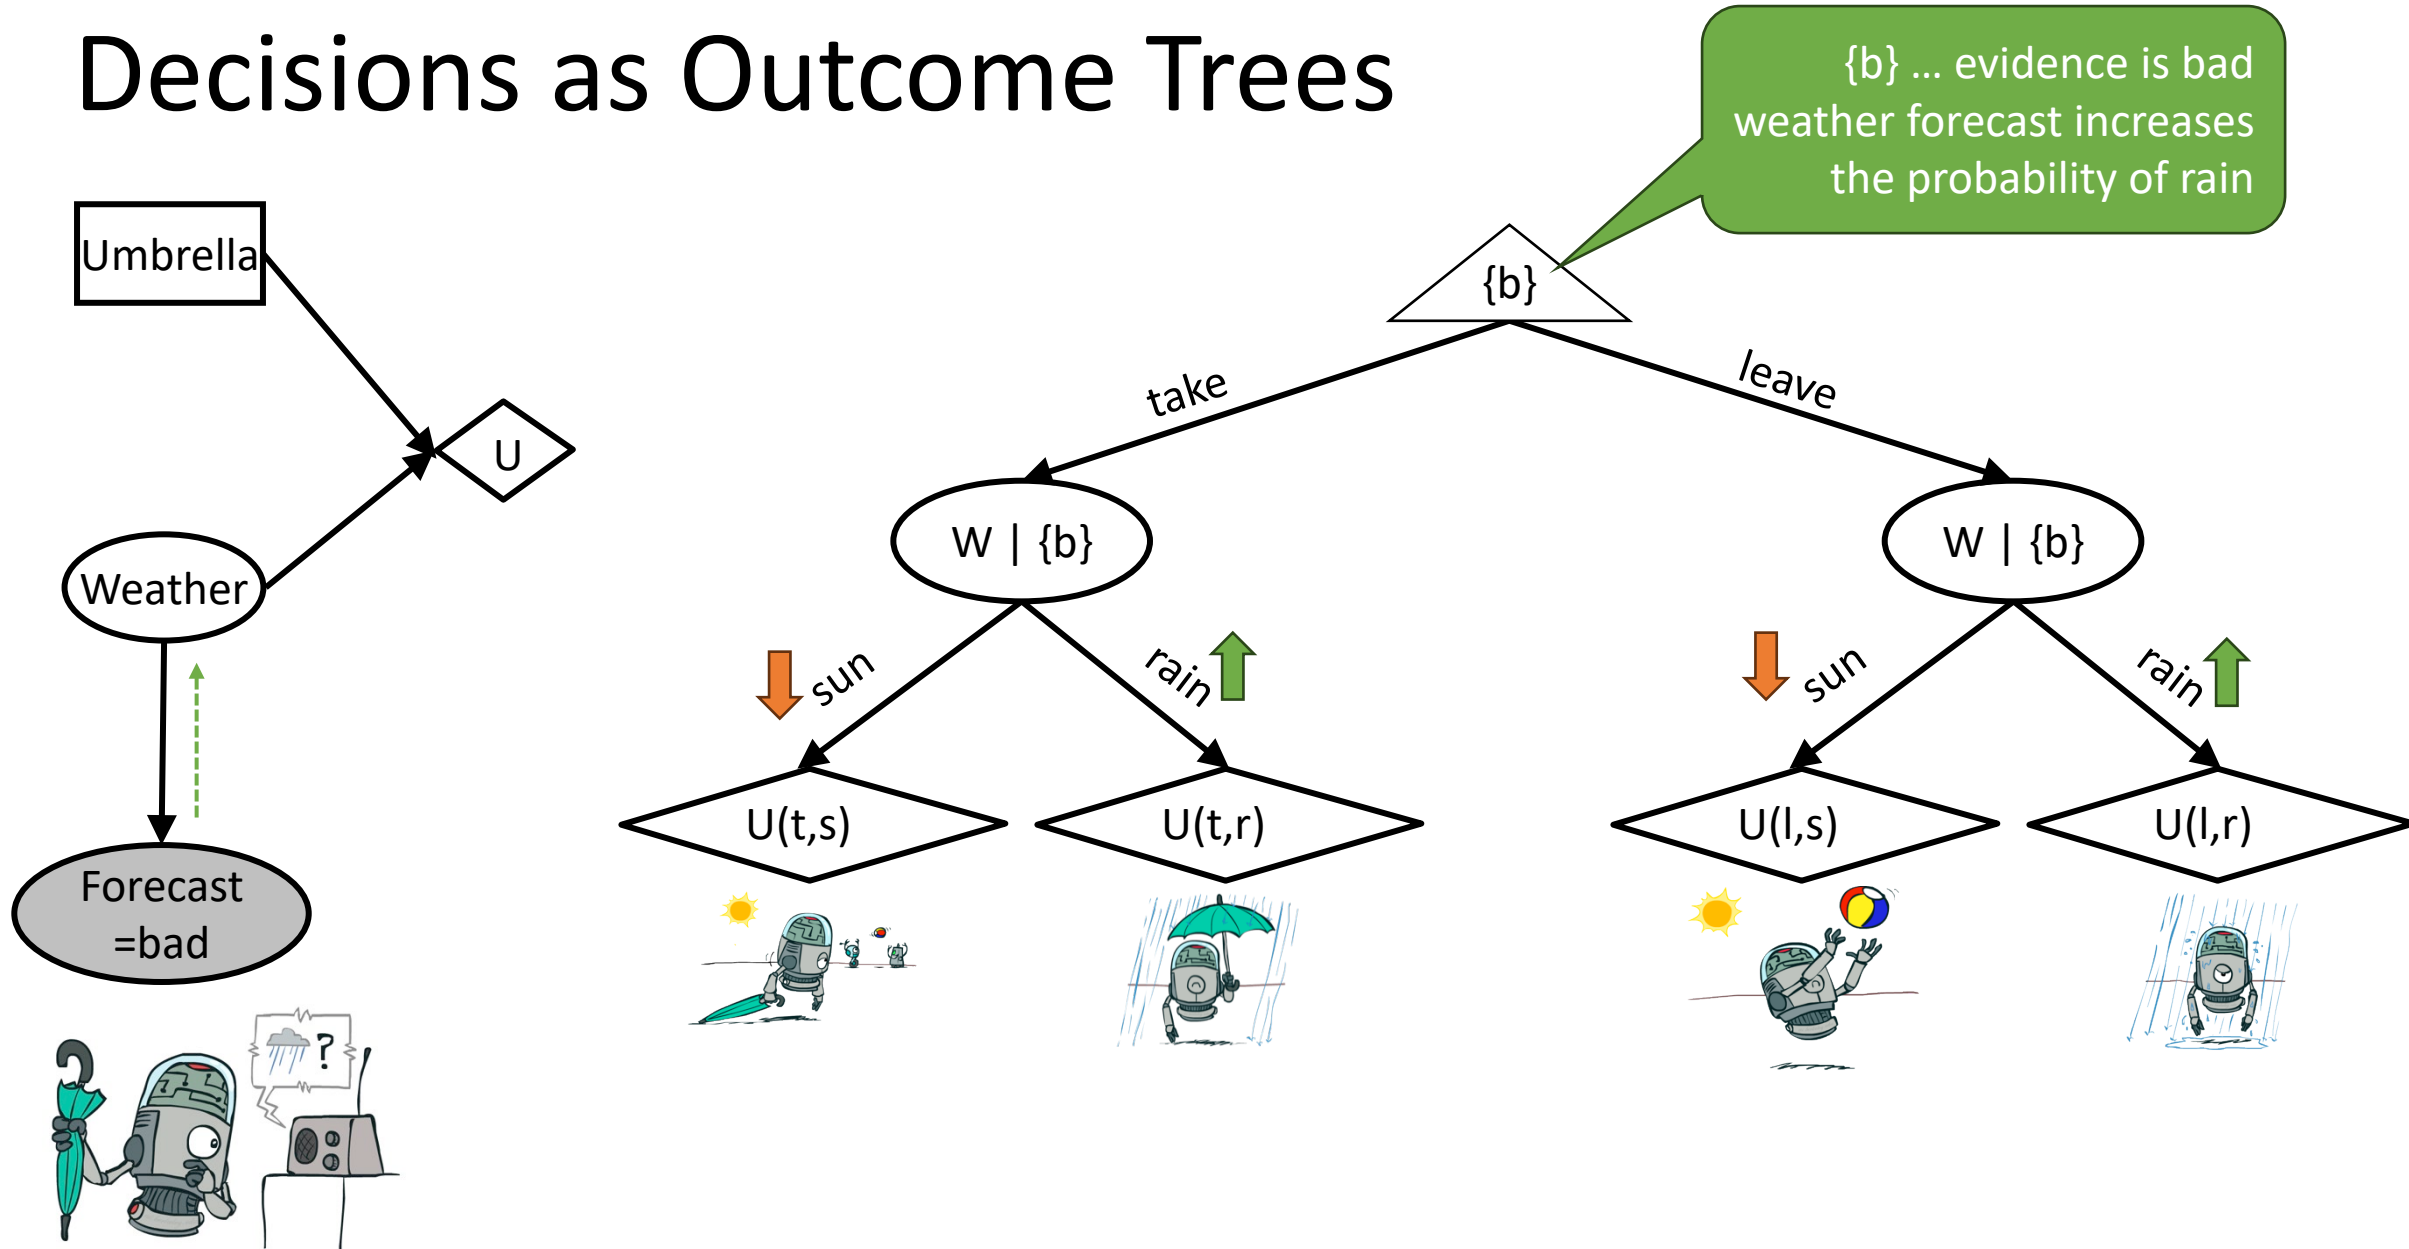 Decisions as Outcome Trees
{b} ... evidence is bad
weather forecast increases
the probability of rain
Umbrella
{b}
take
leave
U
W | {b}
W | {b}
Weather
sun
rain
sun
rain
U(t,s)
U(t,r)
U(l,s)
U(l,r)
Forecast
=bad
?